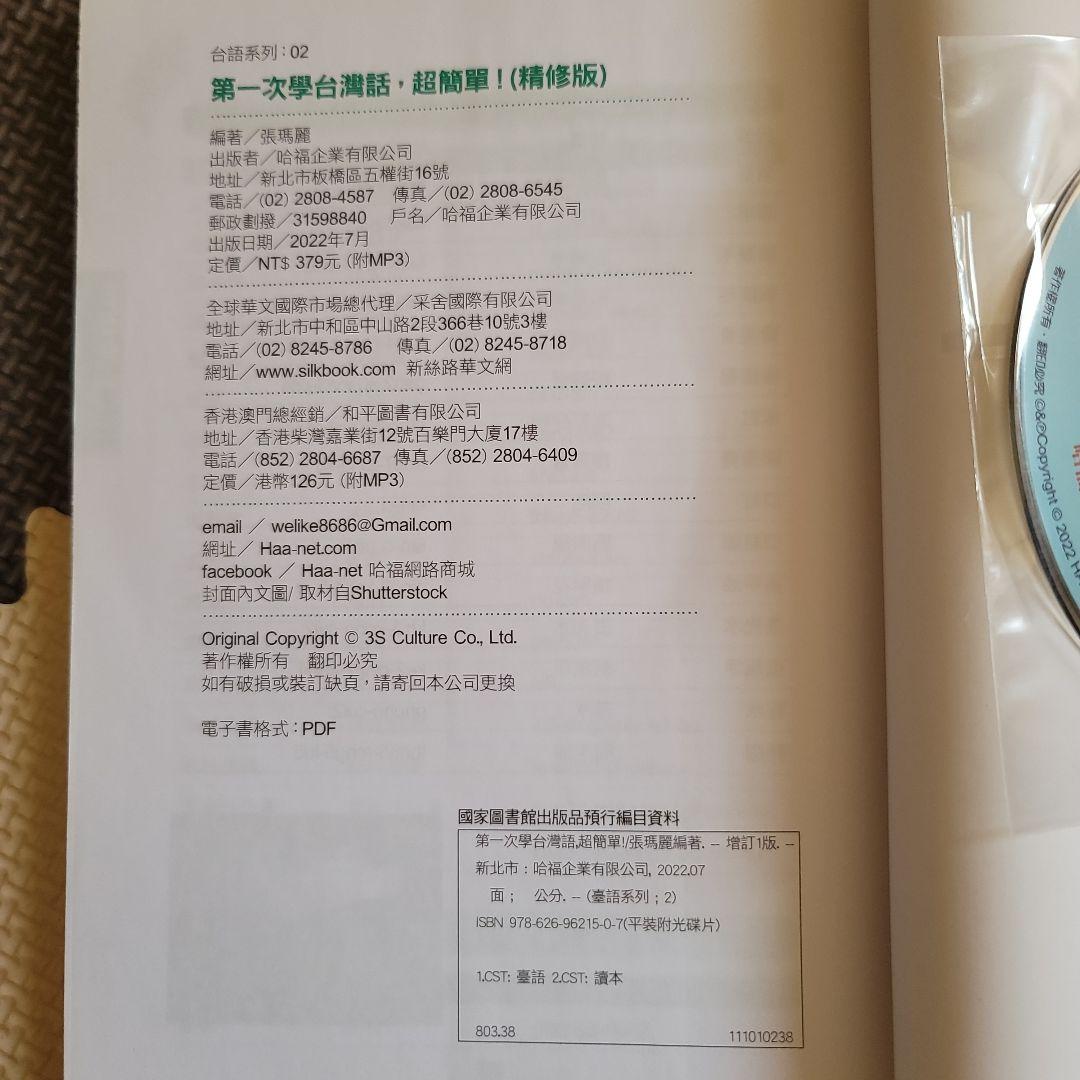 台語系列：02
第一次學台灣話，超簡單！(精修版)
編著／張瑪麗
出版者／哈福企業有限公司
地址／新北市板橋區五權街16號
電話／(02) 2808-4587　傳真／(02) 2808-6545
郵政劃撥／31598840　戶名／哈福企業有限公司
出版日期／2022年7月
定價／NT$ 379元 (附MP3)
全球華文國際市場總代理／采舍國際有限公司
地址／新北市中和區中山路2段366巷10號3樓
電話／(02) 8245-8786　傳真／(02) 8245-8718
網址／www.silkbook.com 新絲路華文網
香港澳門總經銷／和平圖書有限公司
地址／香港柴灣嘉業街12號百樂門大廈17樓
電話／(852) 2804-6687 傳真／(852) 2804-6409
定價／港幣126元 (附MP3)
email ／ welike8686@Gmail.com
網址／ Haa-net.com
facebook ／ Haa-net 哈福網路商城
封面內文圖/ 取材自Shutterstock
Original Copyright © 3S Culture Co., Ltd.
著作權所有　翻印必究
如有破損或裝訂缺頁，請寄回本公司更換
電子書格式：PDF
國家圖書館出版品預行編目資料
第一次學台灣語,超簡單!/張瑪麗編著. -- 增訂1版. --
新北市：哈福企業有限公司, 2022.07
面；　公分. -- (臺語系列；2)
ISBN 978-626-96215-0-7(平裝附光碟片)
1.CST: 臺語 2.CST: 讀本
803.38　111010238
著作權所有・翻印必究 ©&℗Copyright © 2022